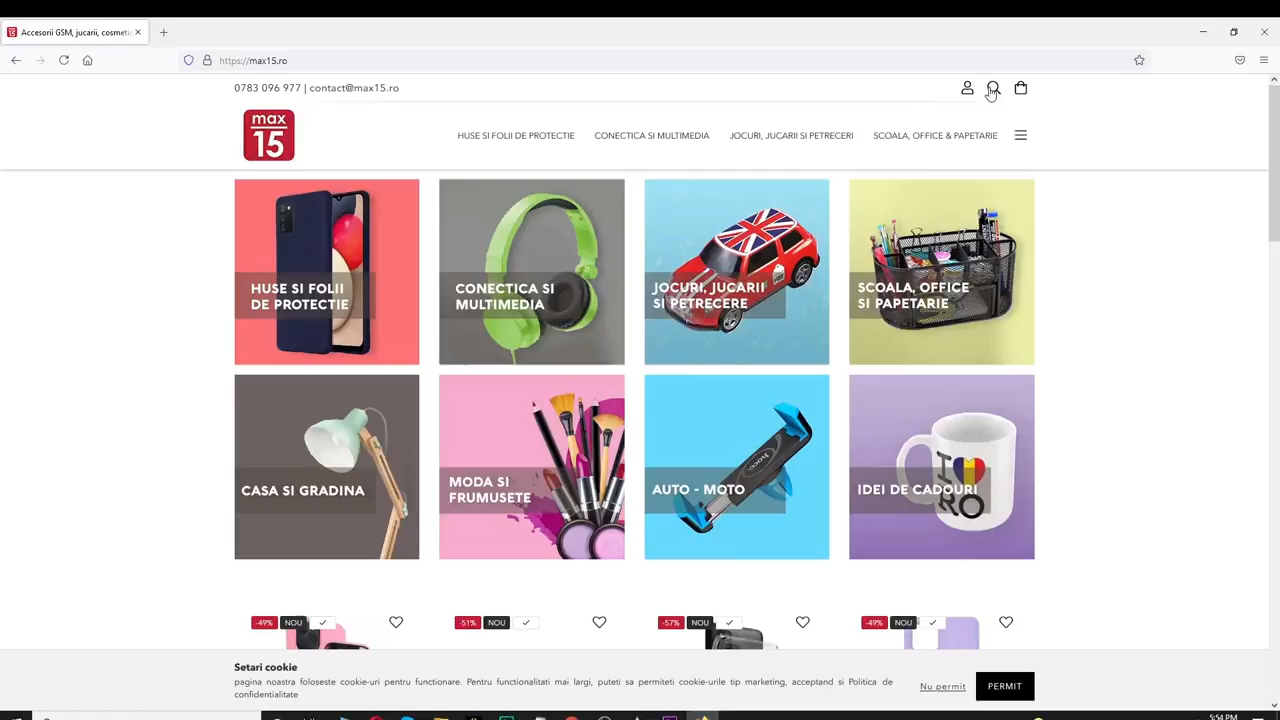 Accesorii GSM, jucarii, cosmetic
https://max15.ro
0783 096 977 | contact@max15.ro
max
15
HUSE SI FOLII DE PROTECTIE
CONECTICA SI MULTIMEDIA
JOCURI, JUCARII SI PETRECERI
SCOALA, OFFICE & PAPETARIE
HUSE SI FOLII
DE PROTECTIE
CONECTICA SI
MULTIMEDIA
JOCURI, JUCARII
SI PETRECERE
SCOALA, OFFICE
SI PAPETARIE
CASA SI GRADINA
MODA SI
FRUMUSETE
AUTO - MOTO
hoco.
IDEI DE CADOURI
I
RO
-49% NOU
-51% NOU
-57% NOU
-49% NOU
Setari cookie
pagina noastra foloseste cookie-uri pentru functionare. Pentru functionalitati mai largi, puteti sa permiteti cookie-urile tip marketing, acceptand si Politica de
confidentialitate
Nu permit
PERMIT
5:54 PM